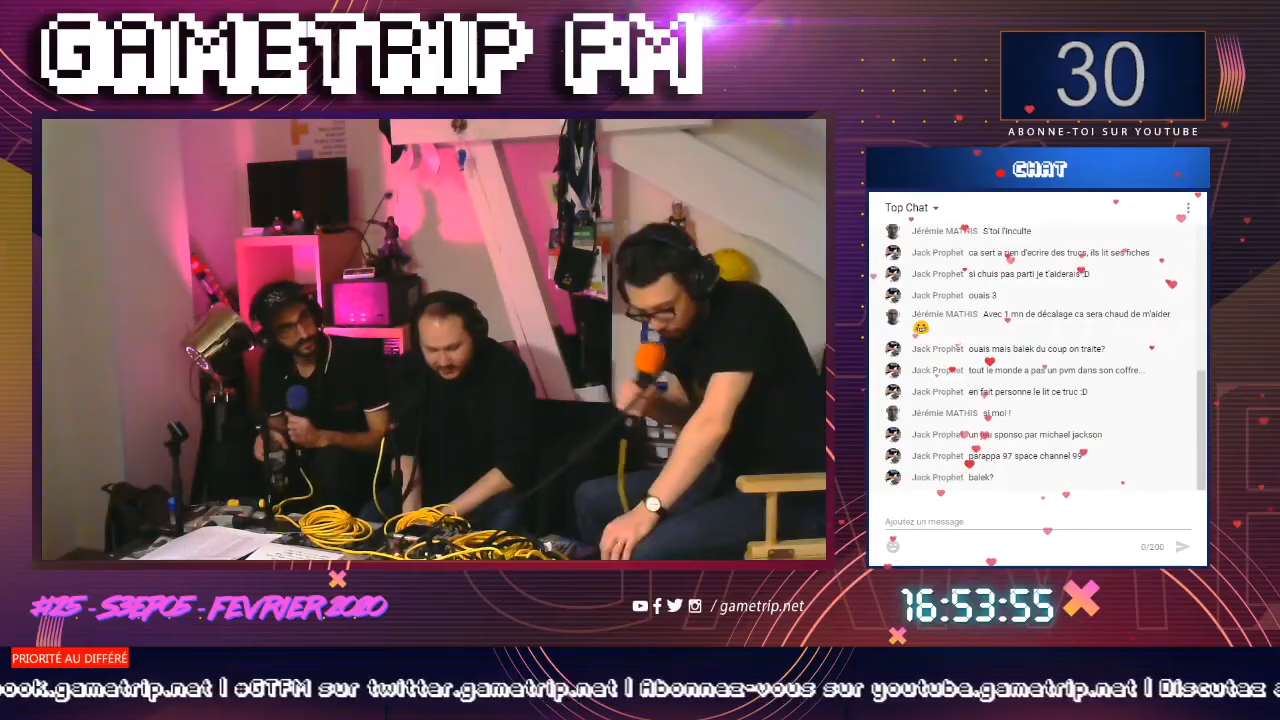 GAMETRIP FM
30
ABONNE-TOI SUR YOUTUBE
CHAT
Top Chat
Jérémie MATHIS S'toi l'inculte
Jack Prophet ca sert a rien d'ecrire des trucs, ils lit ses fiches
Jack Prophet si chuis pas parti je t'aiderais :D
Jack Prophet ouais 3
Jérémie MATHIS Avec 1 mn de décalage ca sera chaud de m'aider
Jack Prophet ouais mais balek du coup on traite?
Jack Prophet tout le monde a pas un pvm dans son coffre...
Jack Prophet en fait personne le lit ce truc :D
Jérémie MATHIS si moi !
Jack Prophet un jeu sponso par michael jackson
Jack Prophet parappa 97 space channel 99
Jack Prophet balek?
Ajoutez un message
0/200
#125 - S3EP05 - FEVRIER 2020
/ gametrip.net
16:53:55
PRIORITÉ AU DIFFÉRÉ
ook.gametrip.net | #GTFM sur twitter.gametrip.net | Abonnez-vous sur youtube.gametrip.net | Discutez